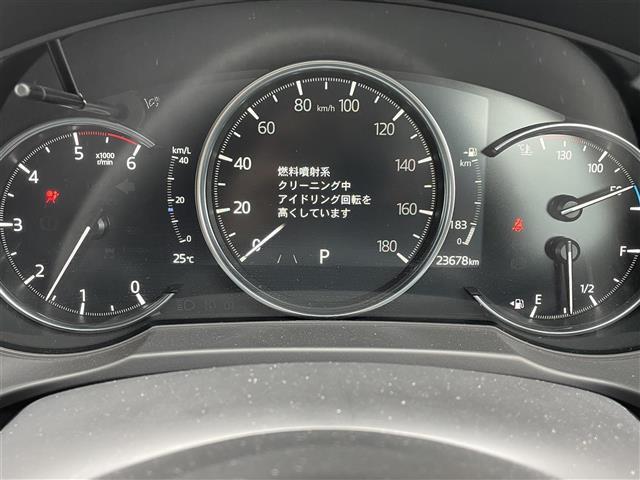 5
6
4
3
2
1
0
x1000
r/min
km/L
40
20
0
25℃
80
km/h
100
60
120
40
140
20
160
0
180
燃料噴射系
クリーニング中
アイドリング回転を
高くしています
P
km
183
0
23678km
130
100
50
F
E
1/2